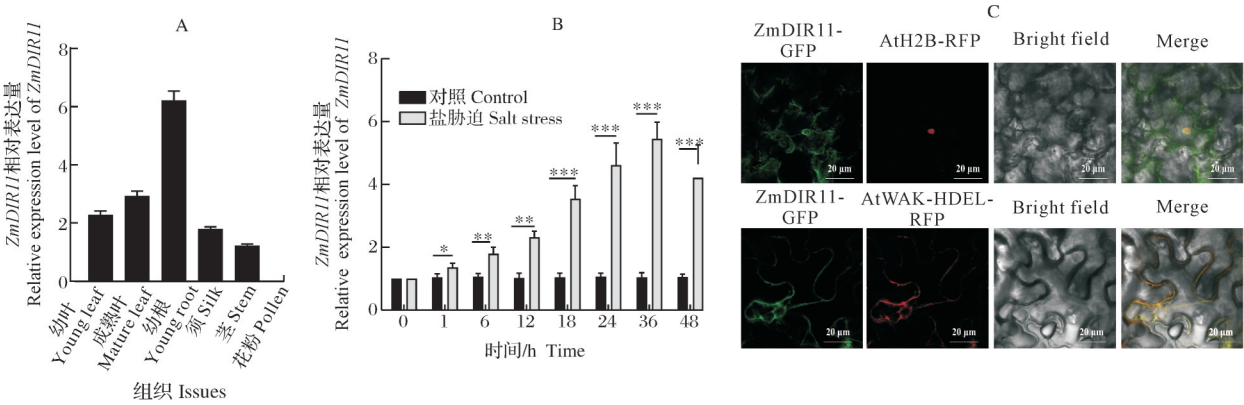 A
ZmDIR11相对表达量
Relative expression level of ZmDIR11
8
6
4
2
0
幼叶
Young leaf
成熟叶
Mature leaf
幼根
Young root
须 Silk
茎 Stem
花粉 Pollen
组织 Issues
B
ZmDIR11相对表达量
Relative expression level of ZmDIR11
8
6
4
2
0
对照 Control
盐胁迫 Salt stress
*
**
**
***
***
***
***
0 1 6 12 18 24 36 48
时间/h Time
C
ZmDIR11-
GFP
AtH2B-RFP
Bright field
Merge
20 μm
20 μm
20 μm
20 μm
ZmDIR11-
GFP
AtWAK-HDEL-
RFP
Bright field
Merge
20 μm
20 μm
20 μm
20 μm